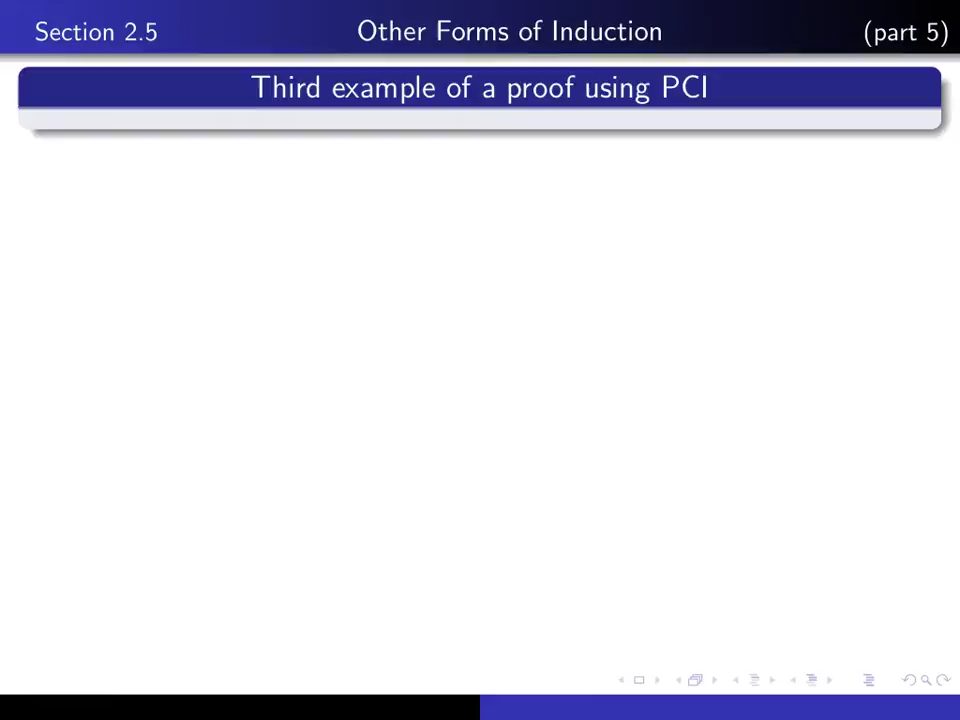 Section 2.5 Other Forms of Induction (part 5)
Third example of a proof using PCI